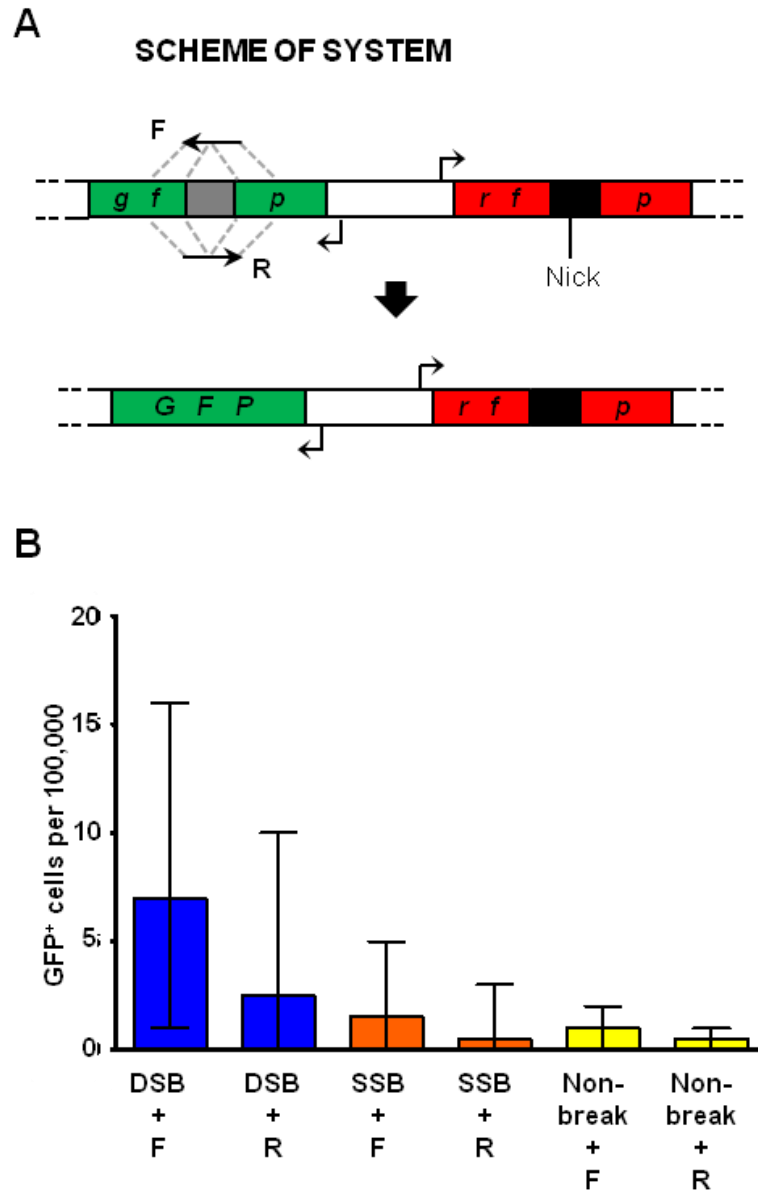 A
SCHEME OF SYSTEM
F
g f p r f p
R
Nick
G F P r f p
B
GFP+ cells per 100,000
20
15
10
5
0
DSB + F
DSB + R
SSB + F
SSB + R
Non-break + F
Non-break + R